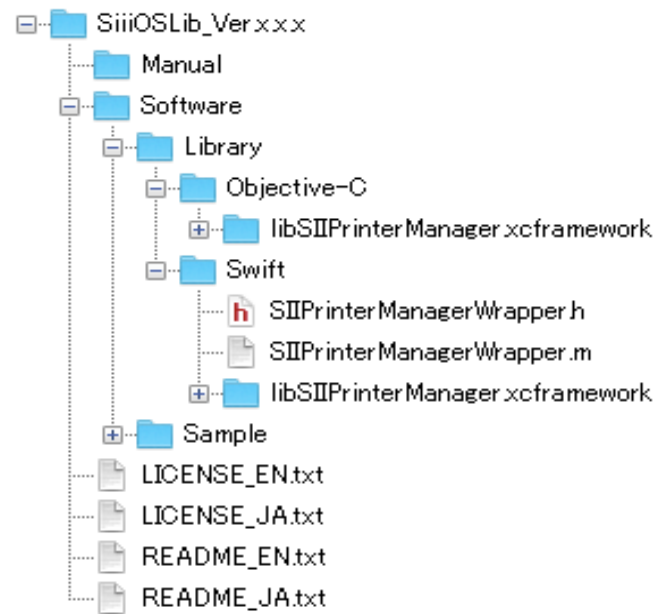 SiiiOSLib_Ver.x.x.x
Manual
Software
Library
Objective-C
libSIIPrinterManager.xcframework
Swift
SIIPrinterManagerWrapper.h
SIIPrinterManagerWrapper.m
libSIIPrinterManager.xcframework
Sample
LICENSE_EN.txt
LICENSE_JA.txt
README_EN.txt
README_JA.txt